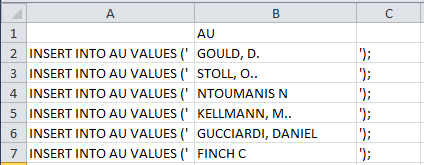 A B C
1 AU
2 INSERT INTO AU VALUES (' GOULD, D. ');
3 INSERT INTO AU VALUES (' STOLL, O.. ');
4 INSERT INTO AU VALUES (' NTOUMANIS N ');
5 INSERT INTO AU VALUES (' KELLMANN, M.. ');
6 INSERT INTO AU VALUES (' GUCCIARDI, DANIEL ');
7 INSERT INTO AU VALUES (' FINCH C ');